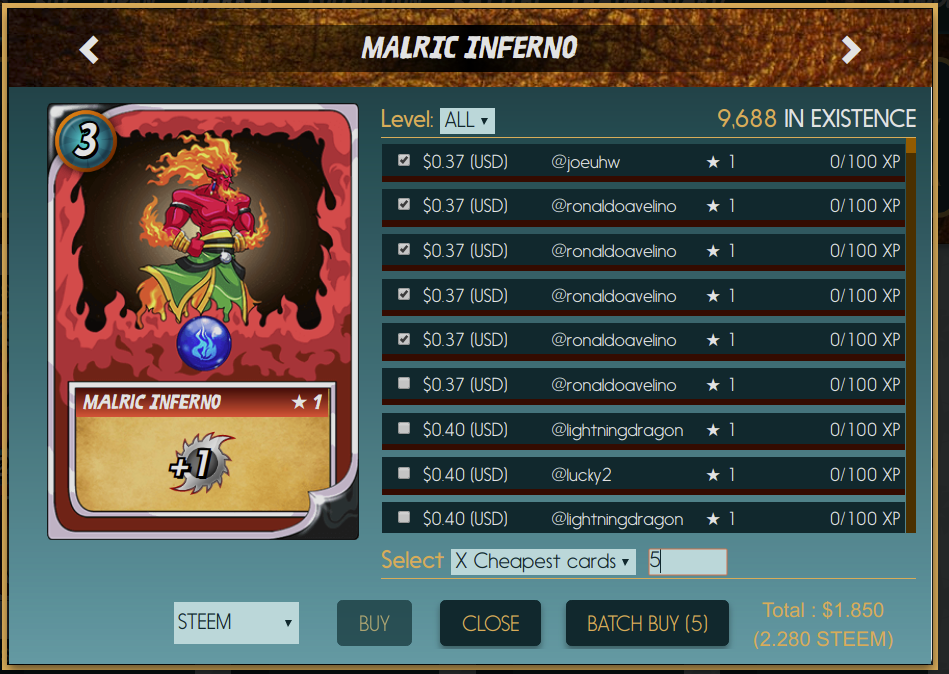 MALRIC INFERNO
3
MALRIC INFERNO ★ 1
+1
Level: ALL ▾ 9,688 IN EXISTENCE
$0.37 (USD) @joeuhw ★ 1 0/100 XP
$0.37 (USD) @ronaldoavelino ★ 1 0/100 XP
$0.37 (USD) @ronaldoavelino ★ 1 0/100 XP
$0.37 (USD) @ronaldoavelino ★ 1 0/100 XP
$0.37 (USD) @ronaldoavelino ★ 1 0/100 XP
$0.37 (USD) @ronaldoavelino ★ 1 0/100 XP
$0.40 (USD) @lightningdragon ★ 1 0/100 XP
$0.40 (USD) @lucky2 ★ 1 0/100 XP
$0.40 (USD) @lightningdragon ★ 1 0/100 XP
Select X Cheapest cards ▾ 5
STEEM ▾ BUY CLOSE BATCH BUY (5) Total : $1.850
(2.280 STEEM)